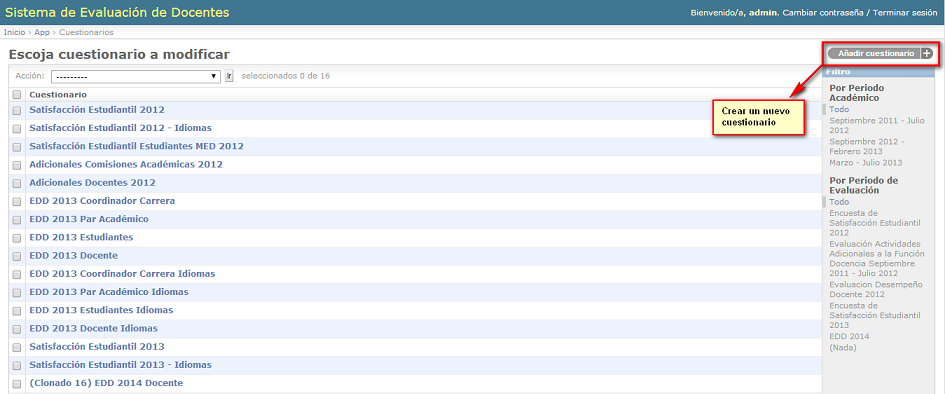 Sistema de Evaluación de Docentes
Bienvenido/a, admin. Cambiar contraseña / Terminar sesión
Inicio › App › Cuestionarios
Escoja cuestionario a modificar
Añadir cuestionario +
Acción: --------- Ir seleccionados 0 de 16
Cuestionario
Satisfacción Estudiantil 2012
Satisfacción Estudiantil 2012 - Idiomas
Satisfacción Estudiantil Estudiantes MED 2012
Adicionales Comisiones Académicas 2012
Adicionales Docentes 2012
EDD 2013 Coordinador Carrera
EDD 2013 Par Académico
EDD 2013 Estudiantes
EDD 2013 Docente
EDD 2013 Coordinador Carrera Idiomas
EDD 2013 Par Académico Idiomas
EDD 2013 Estudiantes Idiomas
EDD 2013 Docente Idiomas
Satisfacción Estudiantil 2013
Satisfacción Estudiantil 2013 - Idiomas
(Clonado 16) EDD 2014 Docente
Crear un nuevo
cuestionario
Filtro
Por Periodo
Académico
Todo
Septiembre 2011 - Julio
2012
Septiembre 2012 -
Febrero 2013
Marzo - Julio 2013
Por Periodo de
Evaluación
Todo
Encuesta de
Satisfacción Estudiantil
2012
Evaluación Actividades
Adicionales a la Función
Docencia Septiembre
2011 - Julio 2012
Evaluacion Desempeño
Docente 2012
Encuesta de
Satisfacción Estudiantil
2013
EDD 2014
(Nada)